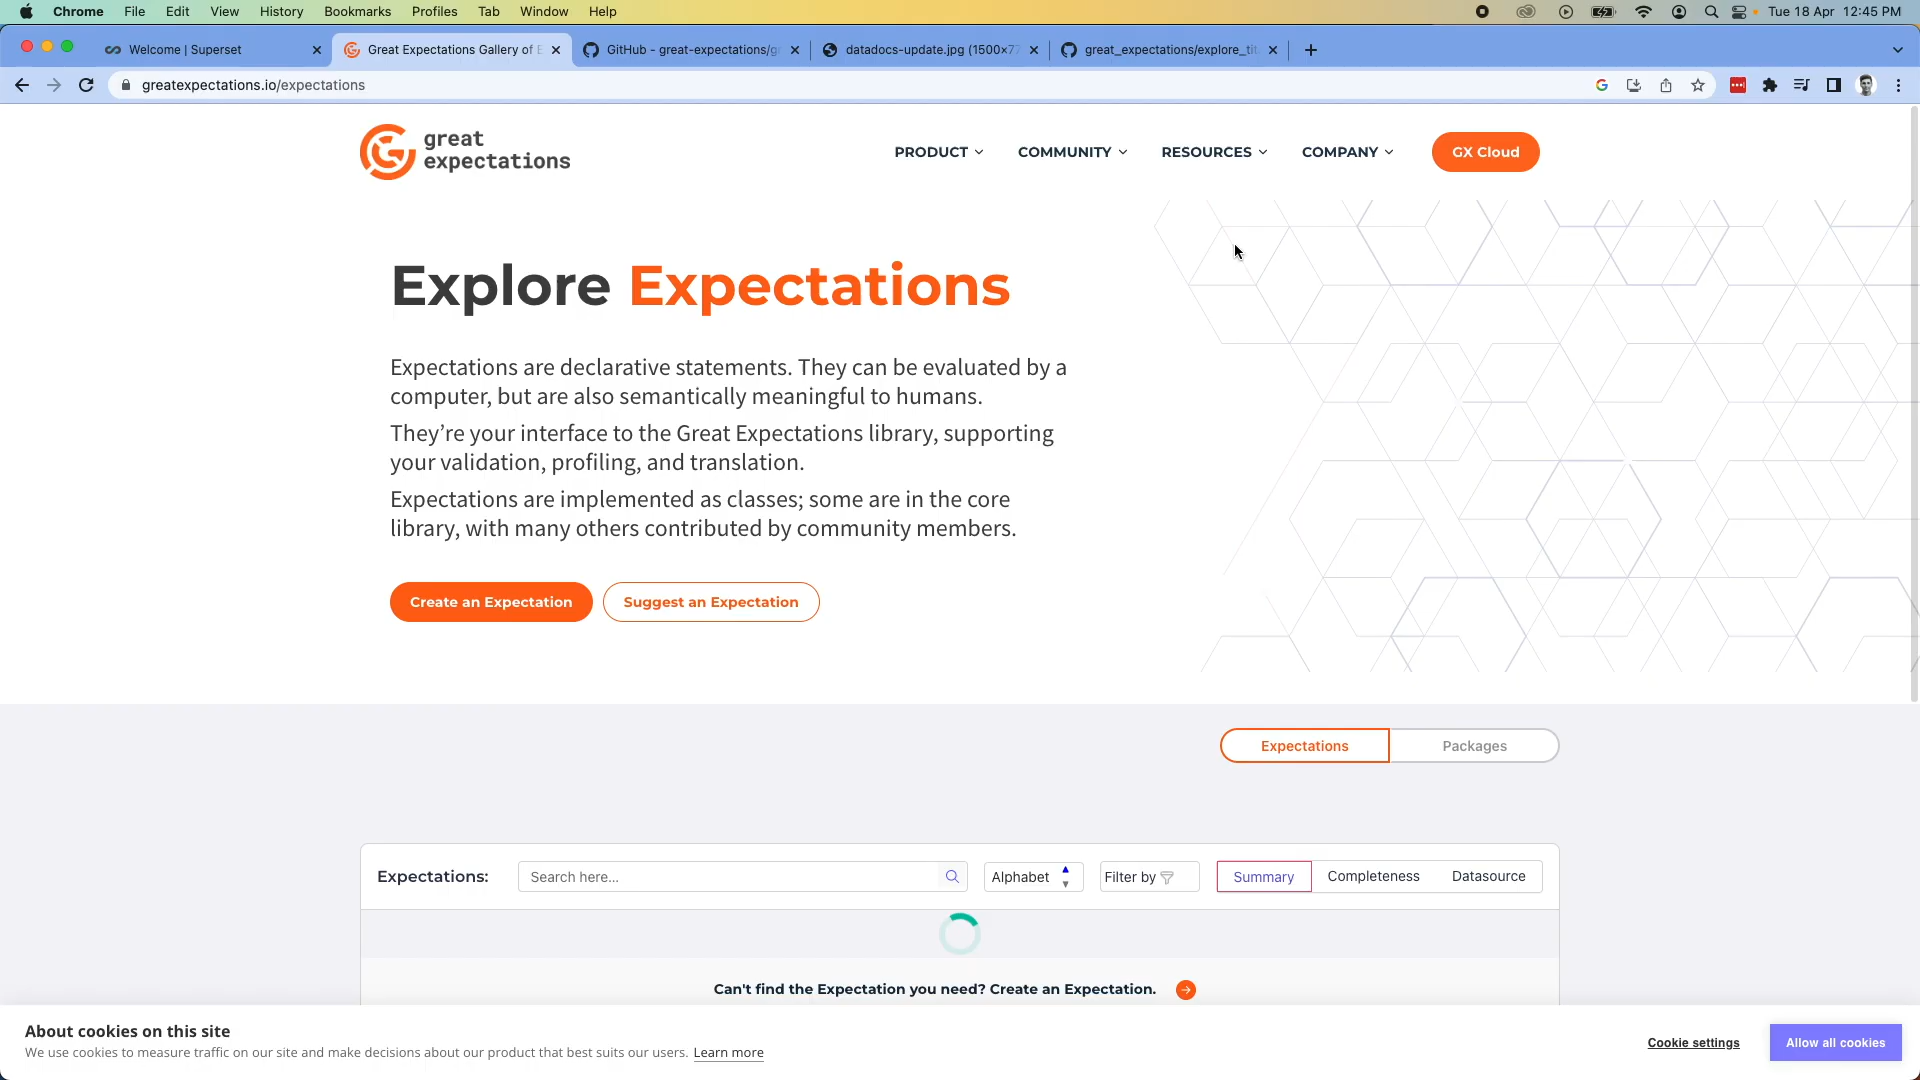 Chrome File Edit View History Bookmarks Profiles Tab Window Help Tue 18 Apr 12:45 PM
Welcome | Superset Great Expectations Gallery of E GitHub - great-expectations/gr datadocs-update.jpg (1500×77 great_expectations/explore_tit
greatexpectations.io/expectations
great
expectations
PRODUCT COMMUNITY RESOURCES COMPANY GX Cloud
Explore Expectations
Expectations are declarative statements. They can be evaluated by a
computer, but are also semantically meaningful to humans.
They’re your interface to the Great Expectations library, supporting
your validation, profiling, and translation.
Expectations are implemented as classes; some are in the core
library, with many others contributed by community members.
Create an Expectation Suggest an Expectation
Expectations Packages
Expectations: Search here... Alphabet Filter by Summary Completeness Datasource
Can't find the Expectation you need? Create an Expectation.
About cookies on this site
We use cookies to measure traffic on our site and make decisions about our product that best suits our users. Learn more
Cookie settings Allow all cookies